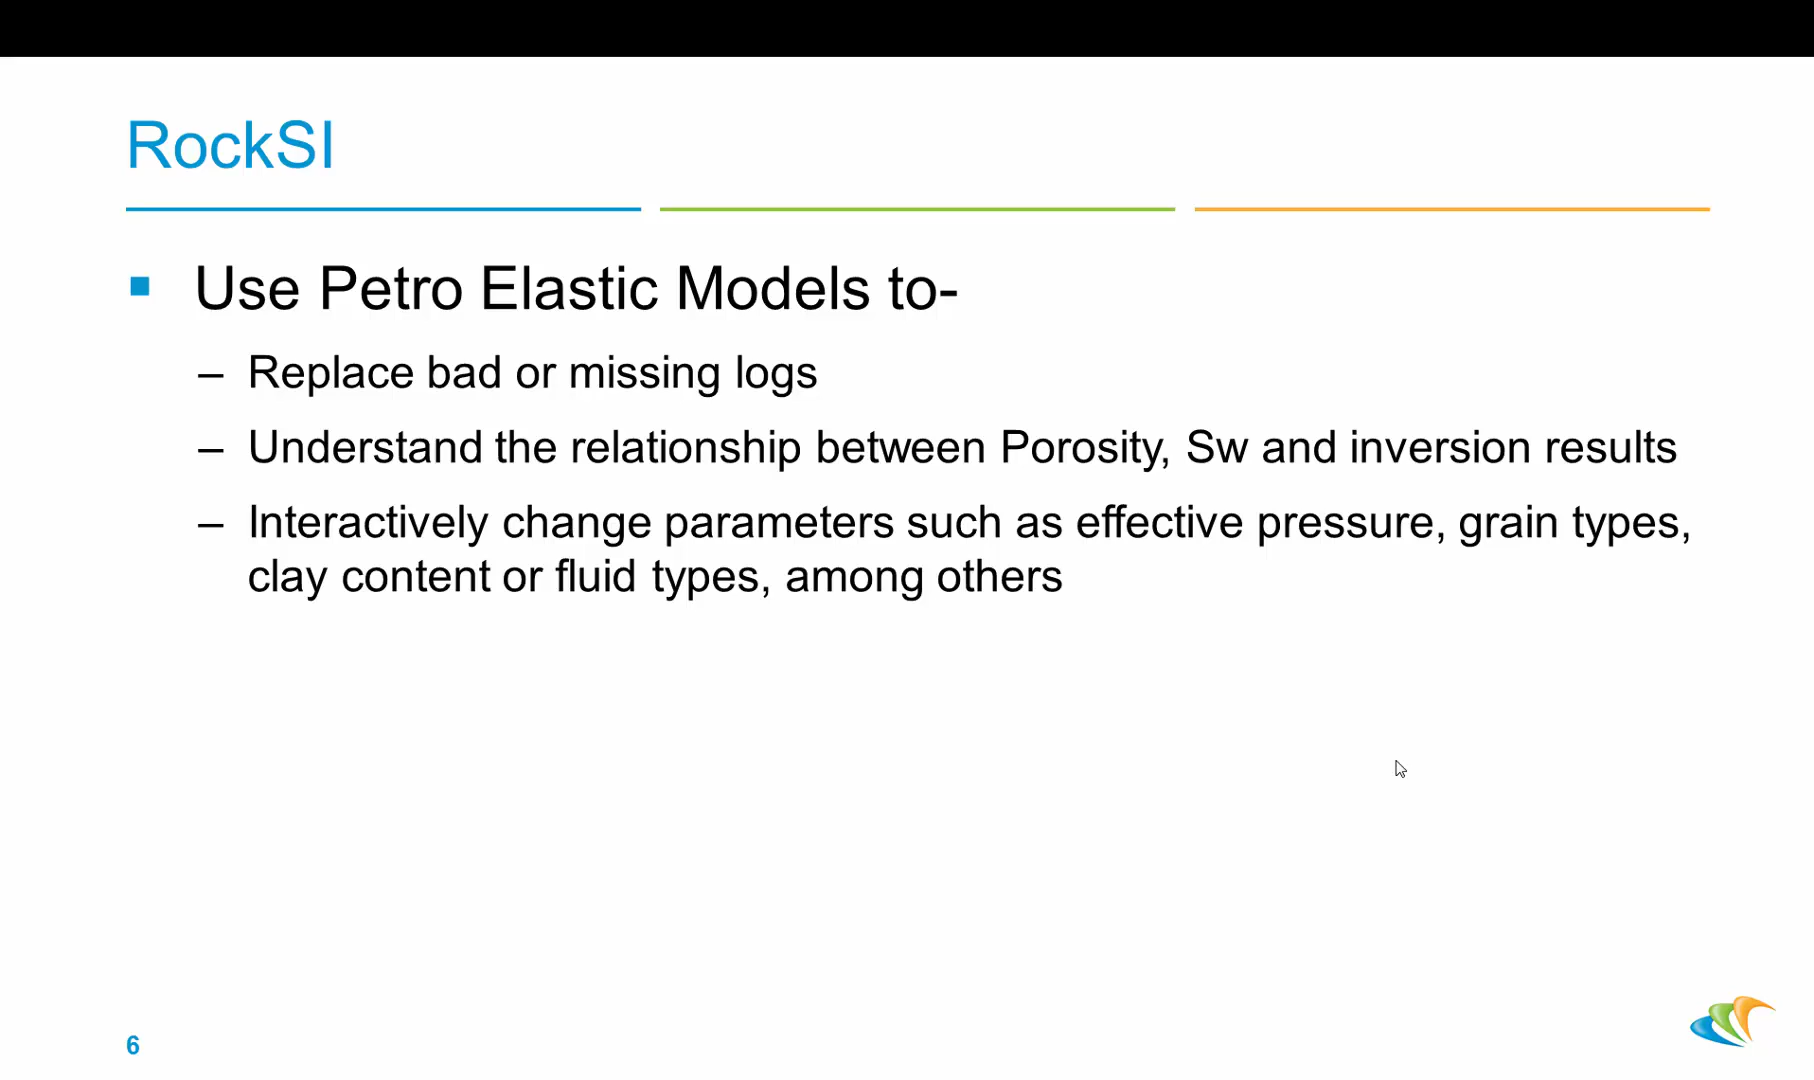 RockSI
▪ Use Petro Elastic Models to-
– Replace bad or missing logs
– Understand the relationship between Porosity, Sw and inversion results
– Interactively change parameters such as effective pressure, grain types,
clay content or fluid types, among others
6